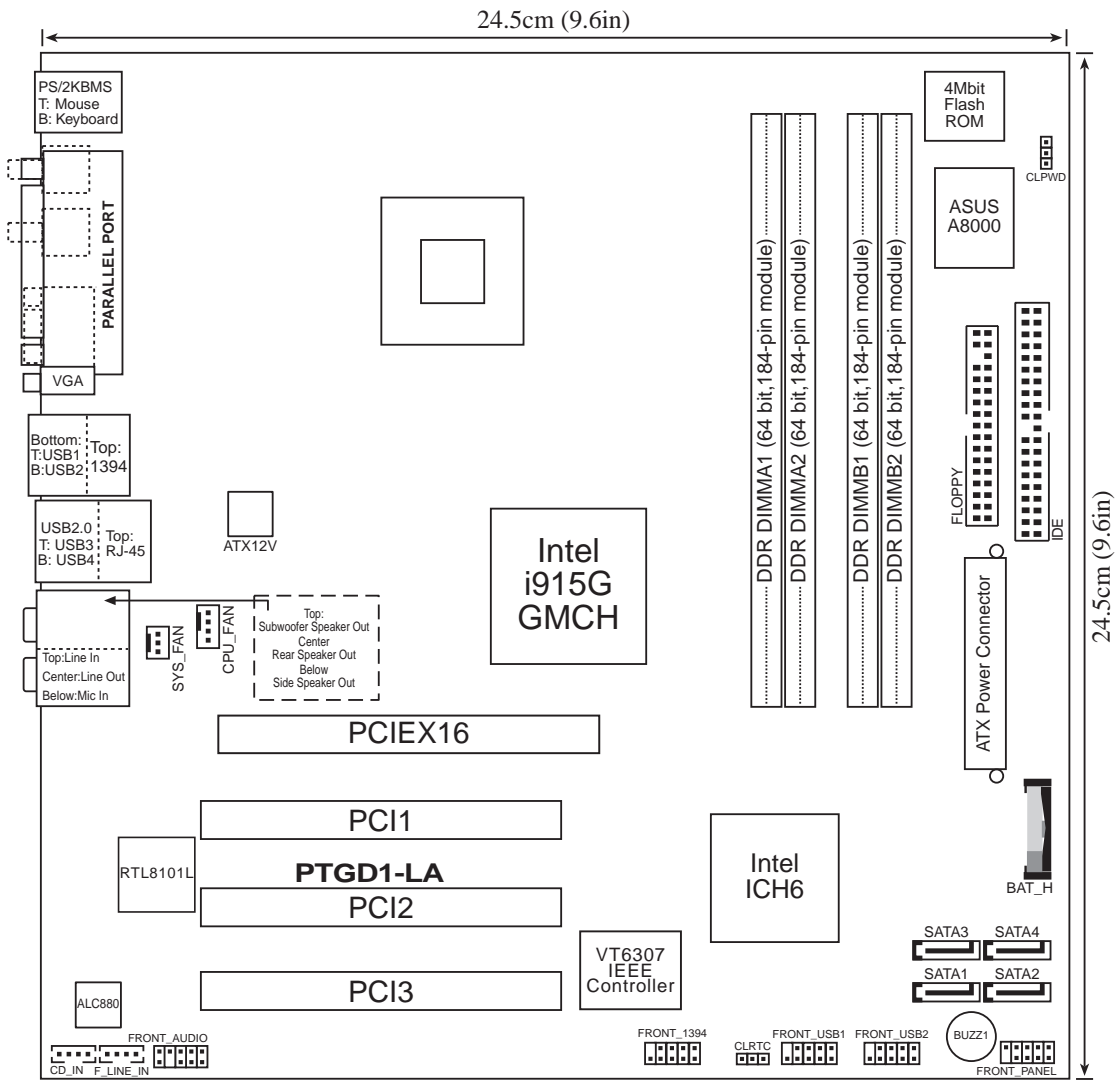 24.5cm (9.6in)
PS/2KBMS
T: Mouse
B: Keyboard
PARALLEL PORT
VGA
Bottom:
T:USB1
B:USB2
Top:
1394
USB2.0
T: USB3
B: USB4
Top:
RJ-45
Top:Line In
Center:Line Out
Below:Mic In
ATX12V
SYS_FAN
CPU_FAN
Top:
Subwoofer Speaker Out
Center
Rear Speaker Out
Below
Side Speaker Out
Intel
i915G
GMCH
DDR DIMMA1 (64 bit,184-pin module)
DDR DIMMA2 (64 bit,184-pin module)
DDR DIMMB1 (64 bit,184-pin module)
DDR DIMMB2 (64 bit,184-pin module)
4Mbit
Flash
ROM
CLPWD
ASUS
A8000
FLOPPY
IDE
24.5cm (9.6in)
ATX Power Connector
PCIEX16
PCI1
RTL8101L
PTGD1-LA
PCI2
PCI3
Intel
ICH6
BAT_H
VT6307
IEEE
Controller
SATA3
SATA4
SATA1
SATA2
ALC880
BUZZ1
CD_IN
F_LINE_IN
FRONT_AUDIO
FRONT_1394
CLRTC
FRONT_USB1
FRONT_USB2
FRONT_PANEL